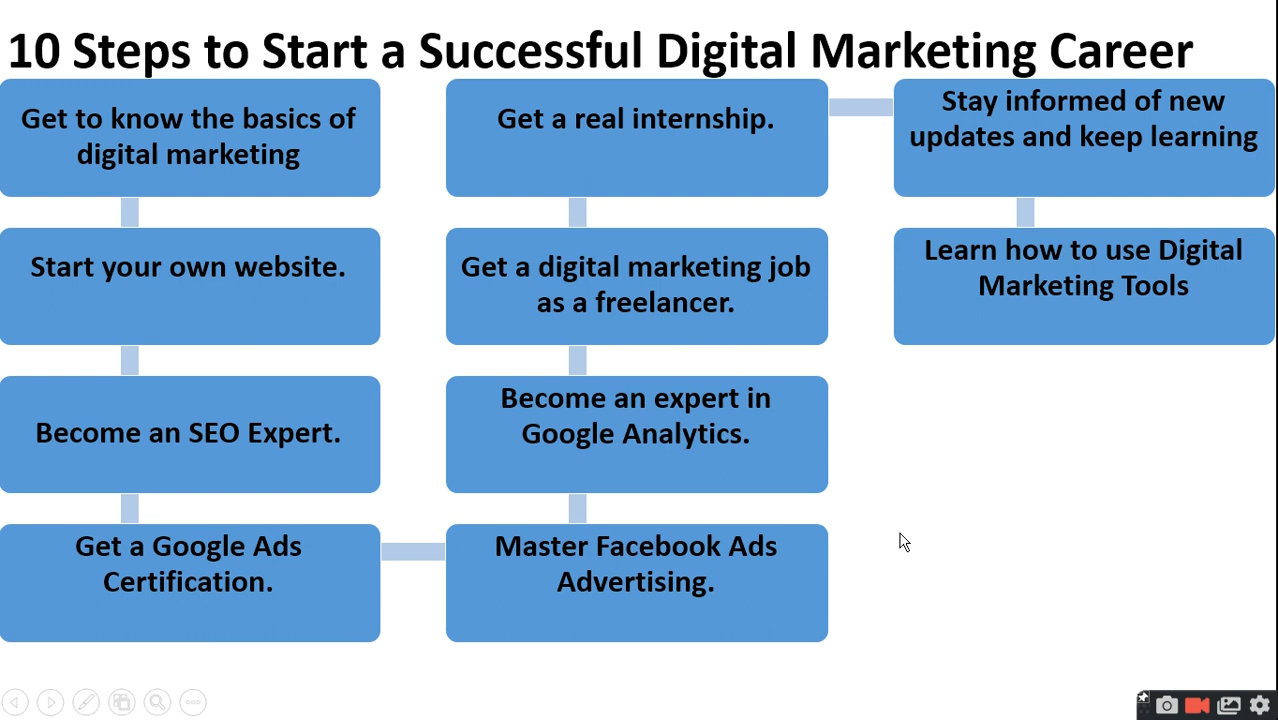 10 Steps to Start a Successful Digital Marketing Career
Get to know the basics of
digital marketing
Start your own website.
Become an SEO Expert.
Get a Google Ads
Certification.
Master Facebook Ads
Advertising.
Become an expert in
Google Analytics.
Get a digital marketing job
as a freelancer.
Get a real internship.
Stay informed of new
updates and keep learning
Learn how to use Digital
Marketing Tools